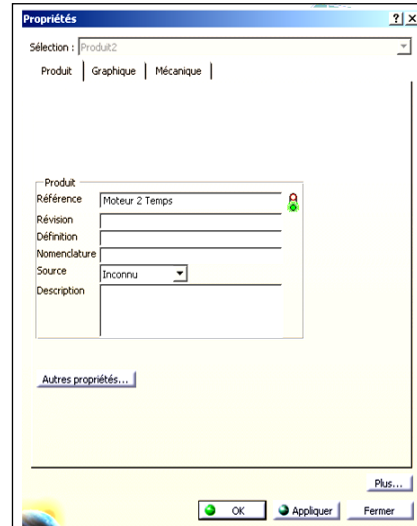 Propriétés
Sélection : Produit2
Produit Graphique Mécanique
Produit
Référence Moteur 2 Temps
Révision
Définition
Nomenclature
Source Inconnu
Description
Autres propriétés...
Plus...
OK Appliquer Fermer